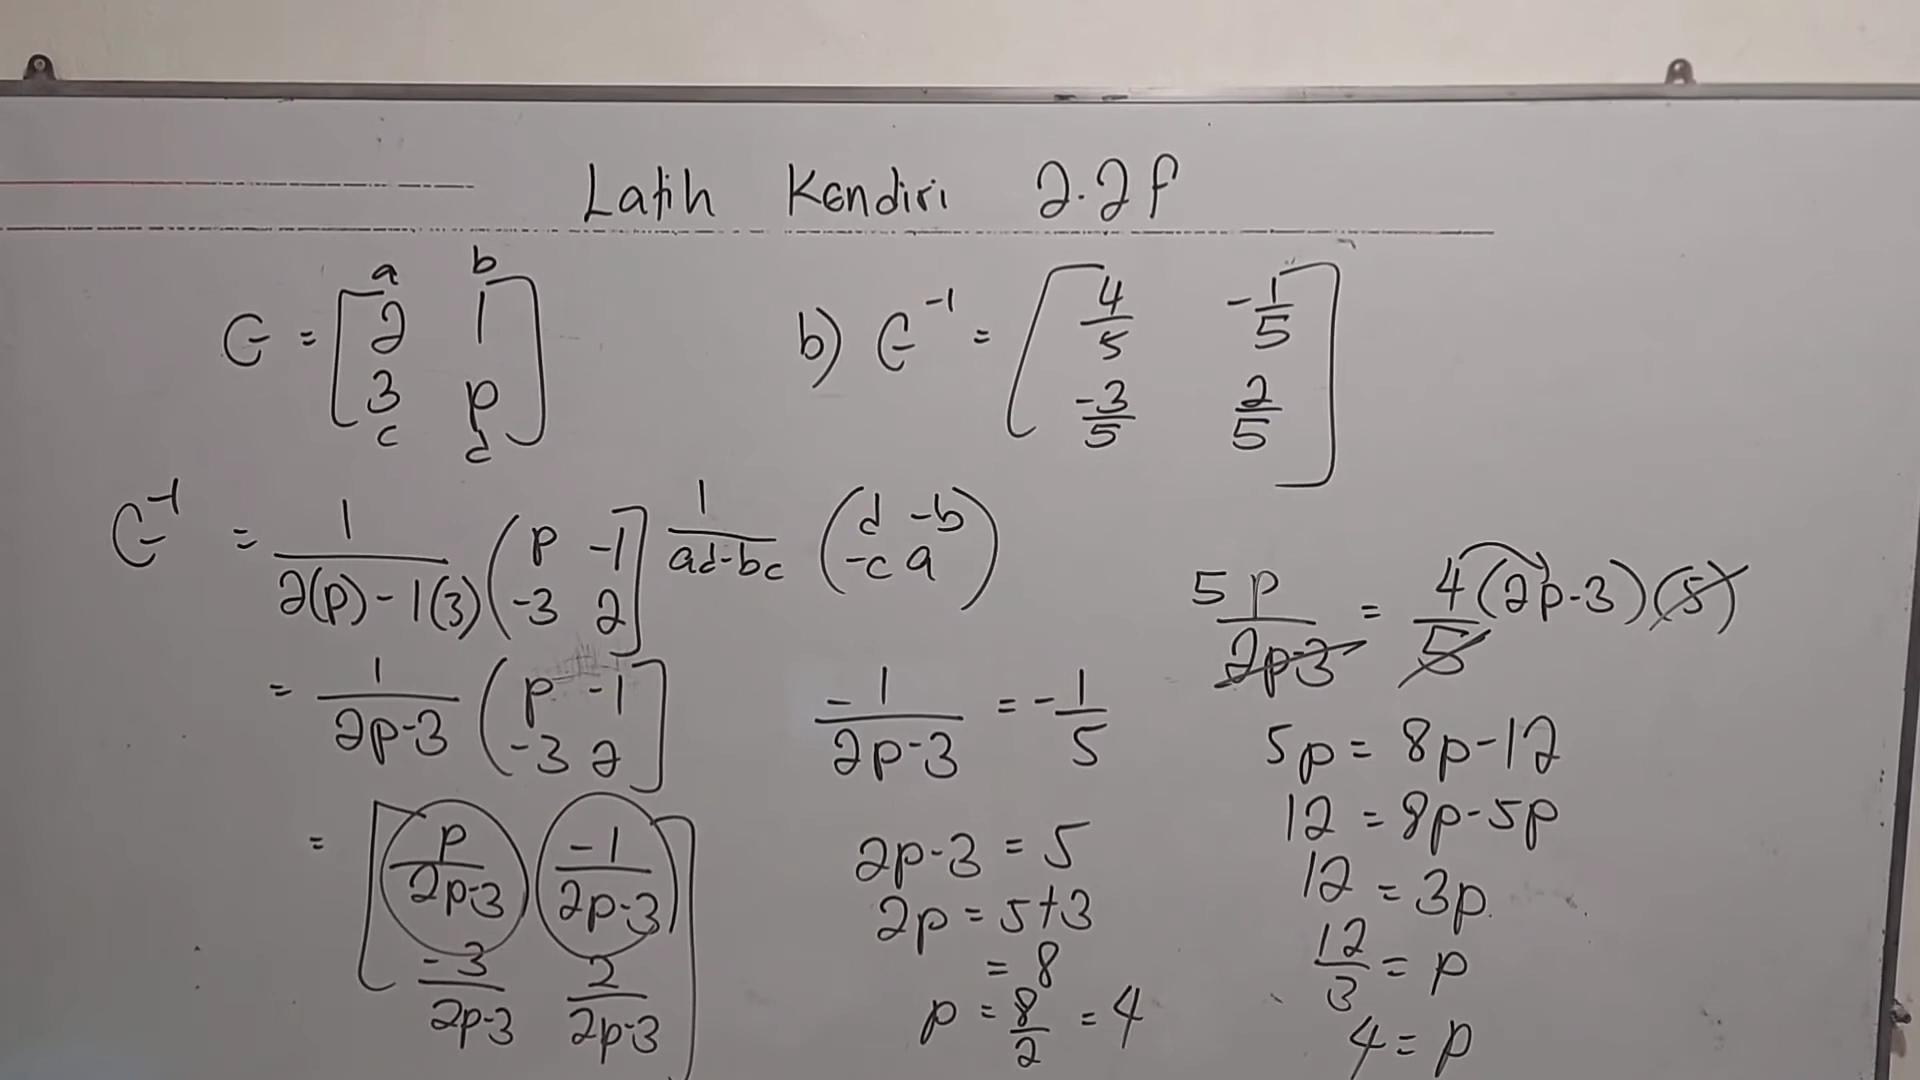 Latih Kendiri 2.2f
a b
G = [2 1
3 p]
c d
b) G⁻¹ = [4/5 -1/5
-3/5 2/5]
G⁻¹ = 1/(2(p)-1(3)) (p -1
-3 2]
1/(ad-bc) (d -b
-c a)
= 1/(2p-3) (p -1
-3 2]
= [p/(2p-3) -1/(2p-3)
-3/(2p-3) 2/(2p-3)]
-1/(2p-3) = -1/5
2p-3 = 5
2p = 5+3
= 8
p = 8/2 = 4
5p/(2p-3) = 4(2p-3)(5)/5
5p = 8p-12
12 = 8p-5p
12 = 3p
12/3 = p
4 = p